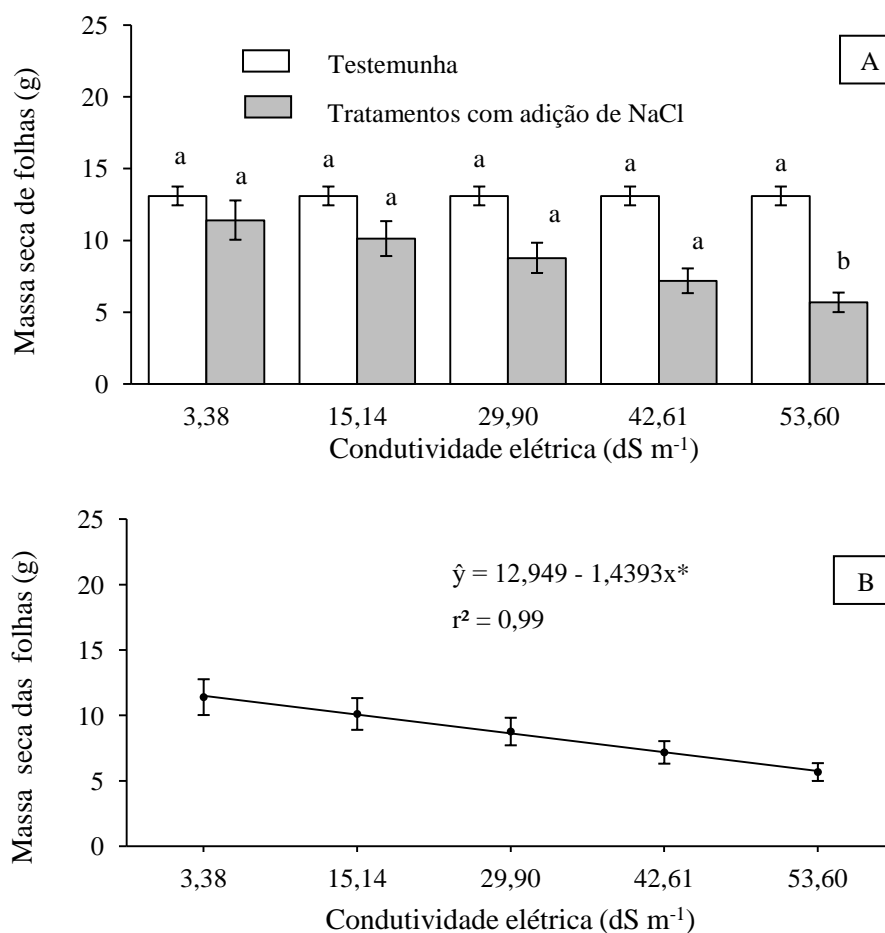 25
20
15
10
5
0
Massa seca de folhas (g)
Testemunha
Tratamentos com adição de NaCl
A
a
a
a
a
a
a
a
a
a
b
3,38
15,14
29,90
42,61
53,60
Condutividade elétrica (dS m⁻¹)
25
20
15
10
5
0
Massa seca das folhas (g)
ŷ = 12,949 - 1,4393x*
r² = 0,99
B
3,38
15,14
29,90
42,61
53,60
Condutividade elétrica (dS m⁻¹)